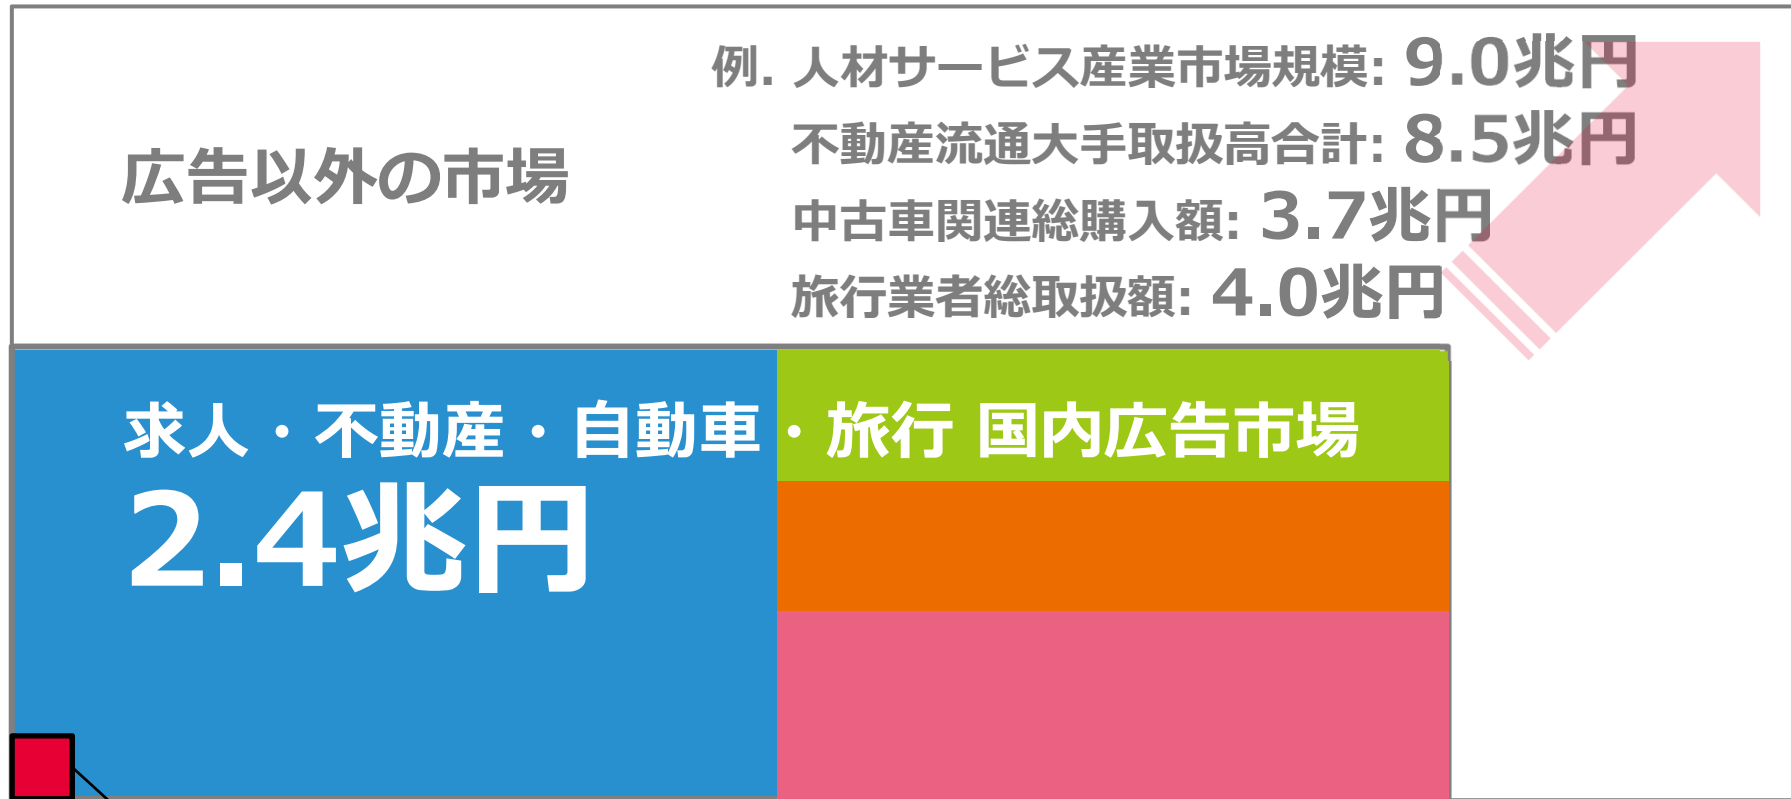 例. 人材サービス産業市場規模: 9.0兆円
不動産流通大手取扱高合計: 8.5兆円
広告以外の市場
中古車関連総購入額: 3.7兆円
旅行業者総取扱額: 4.0兆円
求人・不動産・自動車・旅行 国内広告市場
2.4兆円